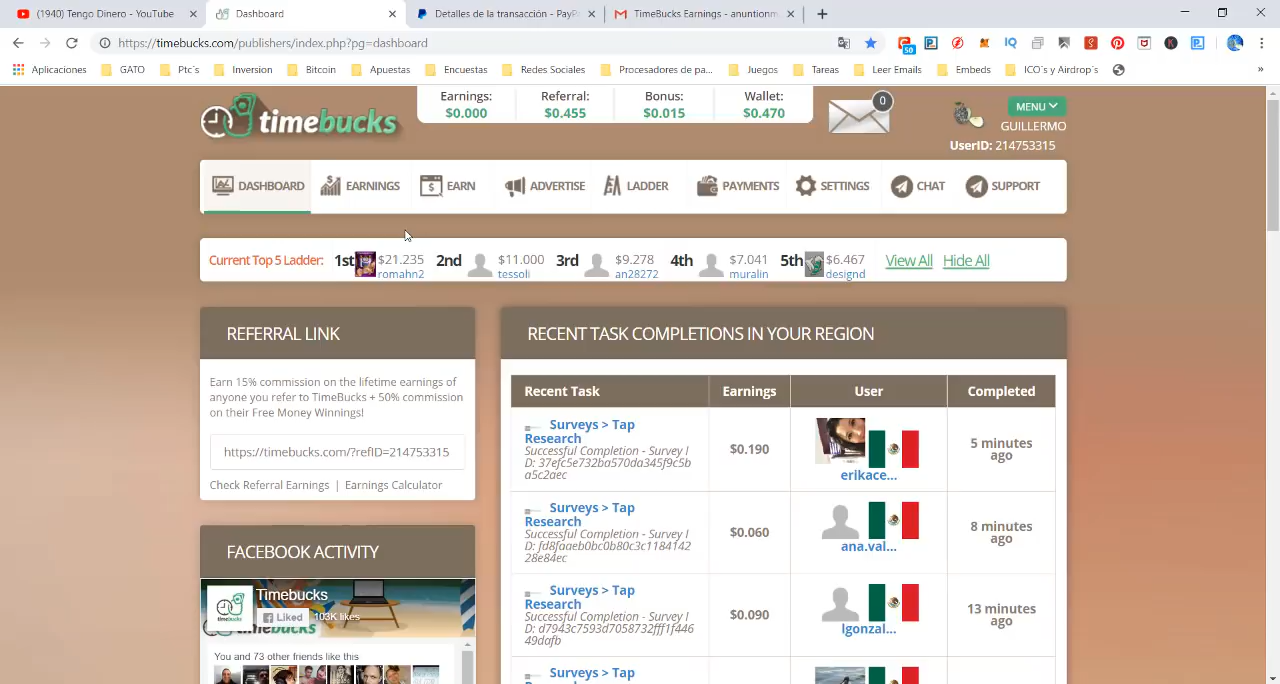 (1940) Tengo Dinero - YouTube
Dashboard
Detalles de la transacción - PayP
TimeBucks Earnings - anuntionm
https://timebucks.com/publishers/index.php?pg=dashboard
50
IQ
Aplicaciones
GATO
Ptc´s
Inversion
Bitcoin
Apuestas
Encuestas
Redes Sociales
Procesadores de pa...
Juegos
Tareas
Leer Emails
Embeds
ICO´s y Airdrop´s
»
timebucks
Earnings:
$0.000
Referral:
$0.455
Bonus:
$0.015
Wallet:
$0.470
0
MENU
GUILLERMO
UserID: 214753315
DASHBOARD
EARNINGS
EARN
ADVERTISE
LADDER
PAYMENTS
SETTINGS
CHAT
SUPPORT
Current Top 5 Ladder:
1st
$21.235
romahn2
2nd
$11.000
tessoli
3rd
$9.278
an28272
4th
$7.041
muralin
5th
$6.467
designd
View All
Hide All
REFERRAL LINK
Earn 15% commission on the lifetime earnings of
anyone you refer to TimeBucks + 50% commission
on their Free Money Winnings!
https://timebucks.com/?refID=214753315
Check Referral Earnings | Earnings Calculator
FACEBOOK ACTIVITY
Timebucks
Liked
103K likes
timebucks
You and 73 other friends like this
RECENT TASK COMPLETIONS IN YOUR REGION
Recent Task
Earnings
User
Completed
Surveys > Tap
Research
Successful Completion - Survey I
D: 37efc5e732ba570da345f9c5b
a5c2aec
$0.190
erikace...
5 minutes
ago
Surveys > Tap
Research
Successful Completion - Survey I
D: fd8faaeb0bc0b80c3c1184142
28e84ec
$0.060
ana.val...
8 minutes
ago
Surveys > Tap
Research
Successful Completion - Survey I
D: d7943c7593d7058732fff1f446
49dafb
$0.090
lgonzal...
13 minutes
ago
Surveys > Tap